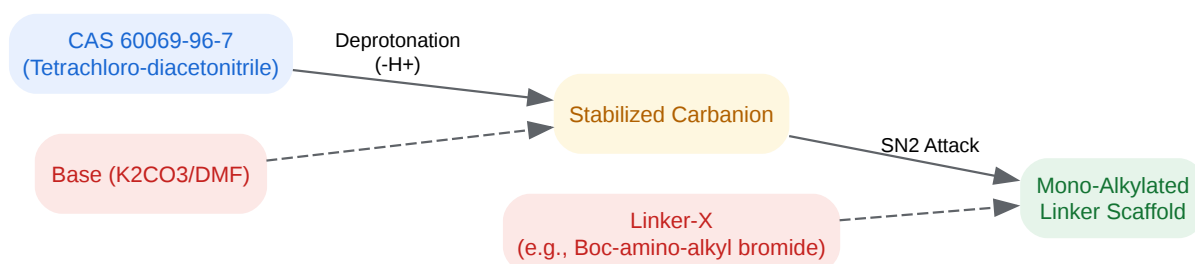 CAS 60069-96-7
(Tetrachloro-diacetonitrile)
Deprotonation
(-H+)
Base (K2CO3/DMF)
Stabilized Carbanion
SN2 Attack
Linker-X
(e.g., Boc-amino-alkyl bromide)
Mono-Alkylated
Linker Scaffold